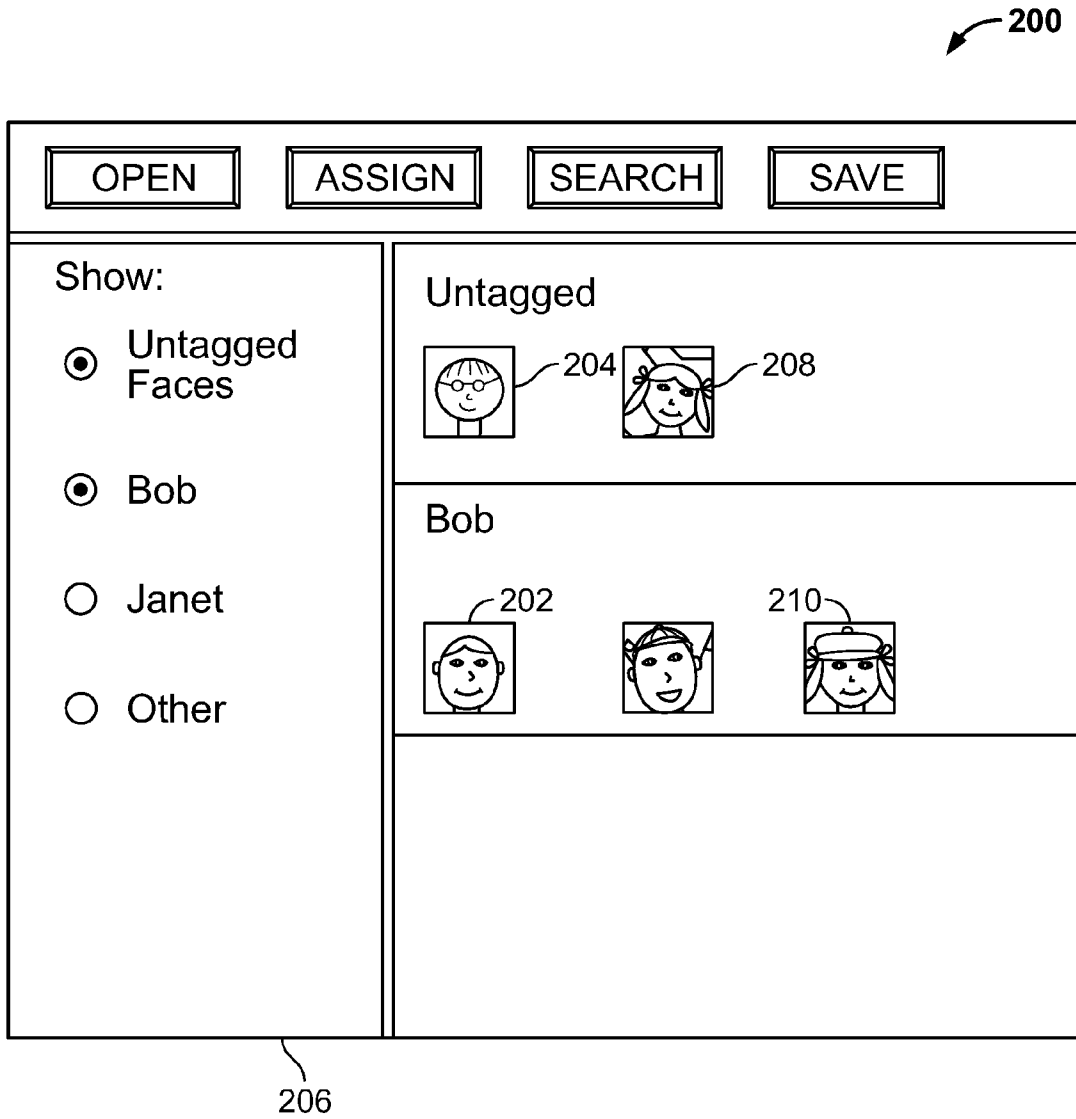 200
OPEN ASSIGN SEARCH SAVE
Show:
Untagged
Faces
Bob
Janet
Other
Untagged
204 208
Bob
202 210
206